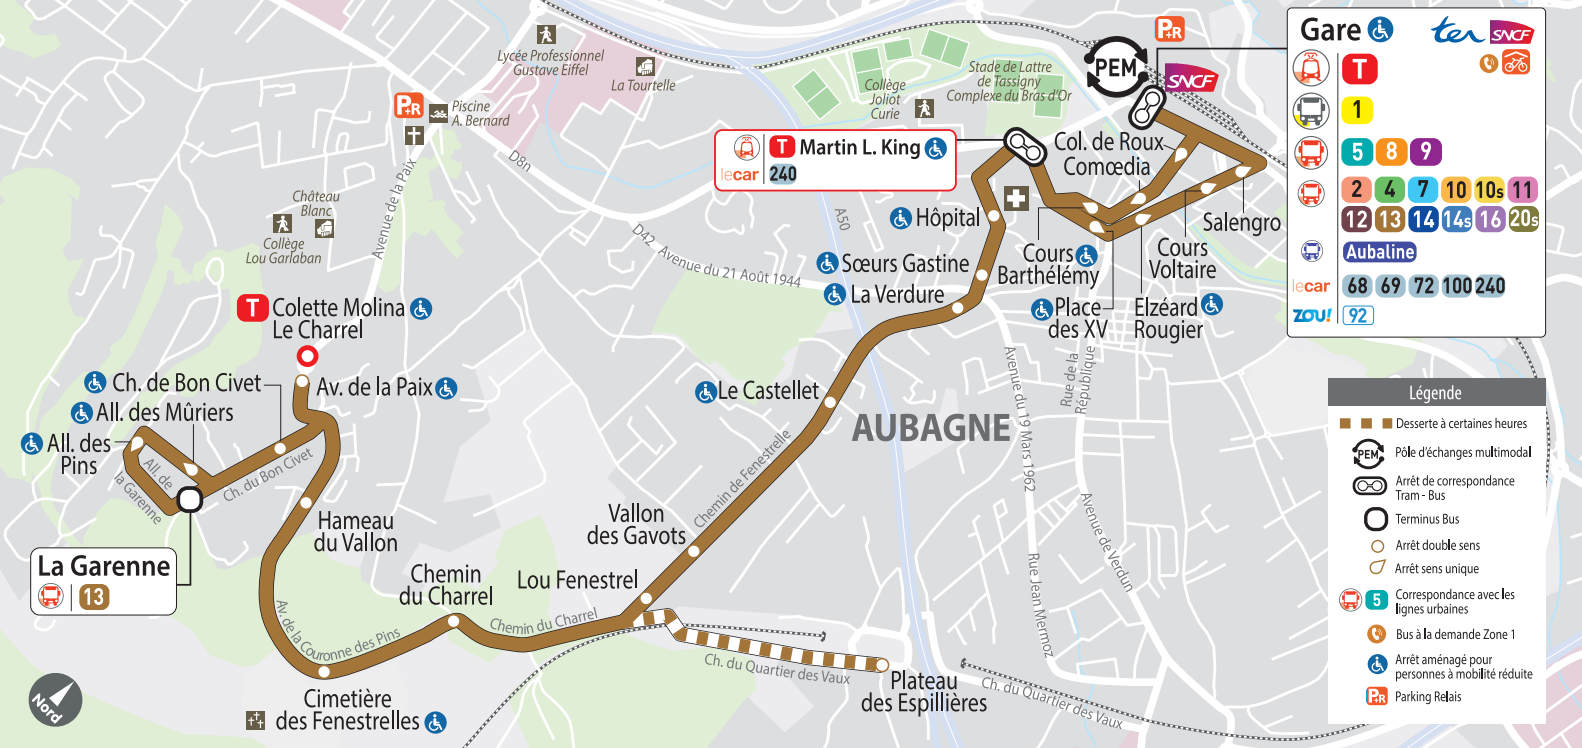 Lycée Professionnel
Gustave Eiffel
La Tourtelle
P+R
Piscine
A. Bernard
D8n
Avenue de la Paix
Château
Blanc
Collège
Lou Garlaban
Collège
Joliot
Curie
Stade de Lattre
de Tassigny
Complexe du Bras d'Or
P+R
PEM
SNCF
T Martin L. King
lecar 240
Col. de Roux
Comœdia
A50
D42
Avenue du 21 Août 1944
Hôpital
Sœurs Gastine
La Verdure
Cours
Barthélémy
Place
des XV
Elzéard
Rougier
Cours
Voltaire
Salengro
T Colette Molina
Le Charrel
Av. de la Paix
Ch. de Bon Civet
All. des Mûriers
All. des
Pins
All. de
la Garenne
Ch. du Bon Civet
La Garenne
13
Hameau
du Vallon
Av. de la Couronne des Pins
Cimetière
des Fenestrelles
Chemin
du Charrel
Chemin du Charrel
Lou Fenestrel
Vallon
des Gavots
Chemin de Fenestrelle
Le Castellet
AUBAGNE
Avenue du 19 Mars 1962
Rue de la
République
Avenue de Verdun
Rue Jean Mermoz
Ch. du Quartier des Vaux
Plateau
des Espillières
Ch. du Quartier des Vaux
Nord
Gare
ter SNCF
T
1
5 8 9
2 4 7 10 10s 11
12 13 14 14s 16 20s
Aubaline
lecar 68 69 72 100 240
ZOU! 92
Légende
Desserte à certaines heures
PEM Pôle d'échanges multimodal
Arrêt de correspondance
Tram - Bus
Terminus Bus
Arrêt double sens
Arrêt sens unique
5 Correspondance avec les
lignes urbaines
Bus à la demande Zone 1
Arrêt aménagé pour
personnes à mobilité réduite
P+R Parking Relais